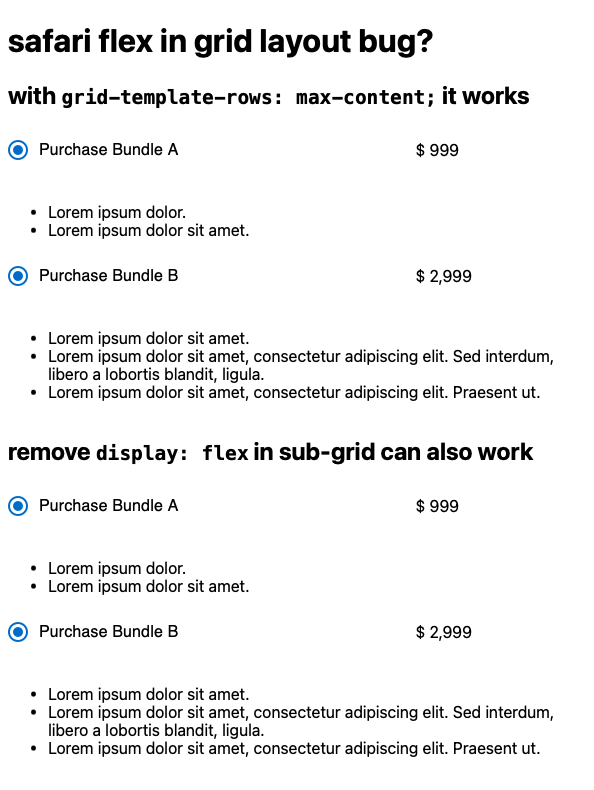 safari flex in grid layout bug?
with grid-template-rows: max-content; it works
Purchase Bundle A $ 999
• Lorem ipsum dolor.
• Lorem ipsum dolor sit amet.
Purchase Bundle B $ 2,999
• Lorem ipsum dolor sit amet.
• Lorem ipsum dolor sit amet, consectetur adipiscing elit. Sed interdum,
libero a lobortis blandit, ligula.
• Lorem ipsum dolor sit amet, consectetur adipiscing elit. Praesent ut.
remove display: flex in sub-grid can also work
Purchase Bundle A $ 999
• Lorem ipsum dolor.
• Lorem ipsum dolor sit amet.
Purchase Bundle B $ 2,999
• Lorem ipsum dolor sit amet.
• Lorem ipsum dolor sit amet, consectetur adipiscing elit. Sed interdum,
libero a lobortis blandit, ligula.
• Lorem ipsum dolor sit amet, consectetur adipiscing elit. Praesent ut.